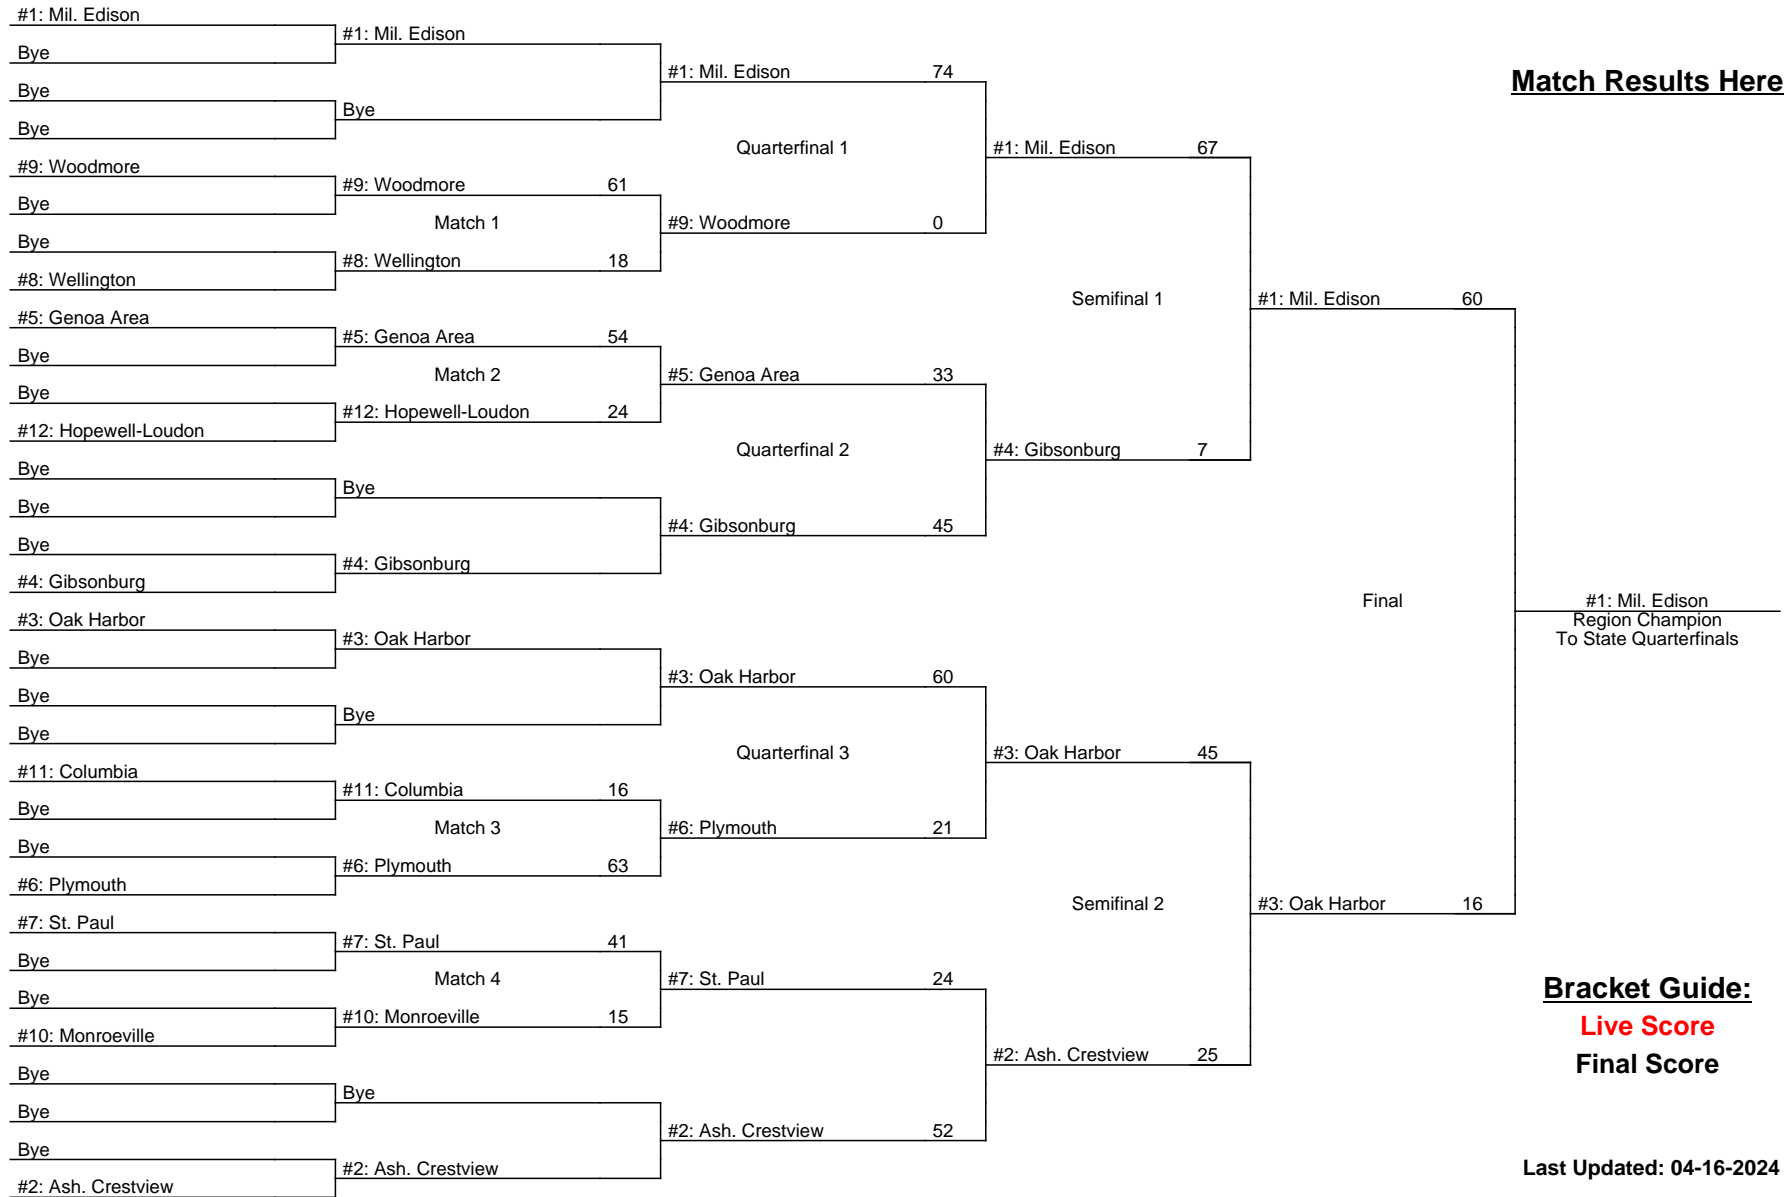 #1: Mil. Edison
Bye
Bye
Bye
#9: Woodmore
Bye
Bye
#8: Wellington
#5: Genoa Area
Bye
Bye
#12: Hopewell-Loudon
Bye
Bye
Bye
#4: Gibsonburg
#3: Oak Harbor
Bye
Bye
Bye
#11: Columbia
Bye
Bye
#6: Plymouth
#7: St. Paul
Bye
Bye
#10: Monroeville
Bye
Bye
Bye
#2: Ash. Crestview
#1: Mil. Edison
Bye
#9: Woodmore 61
Match 1
#8: Wellington 18
#5: Genoa Area 54
Match 2
#12: Hopewell-Loudon 24
Bye
#4: Gibsonburg
#3: Oak Harbor
Bye
#11: Columbia 16
Match 3
#6: Plymouth 63
#7: St. Paul 41
Match 4
#10: Monroeville 15
Bye
#2: Ash. Crestview
#1: Mil. Edison 74
Quarterfinal 1
#9: Woodmore 0
#5: Genoa Area 33
Quarterfinal 2
#4: Gibsonburg 45
#3: Oak Harbor 60
Quarterfinal 3
#6: Plymouth 21
#7: St. Paul 24
#2: Ash. Crestview 52
#1: Mil. Edison 67
Semifinal 1
#4: Gibsonburg 7
#3: Oak Harbor 45
Semifinal 2
#2: Ash. Crestview 25
#1: Mil. Edison 60
Final
#3: Oak Harbor 16
#1: Mil. Edison
Region Champion
To State Quarterfinals
Match Results Here
Bracket Guide:
Live Score
Final Score
Last Updated: 04-16-2024